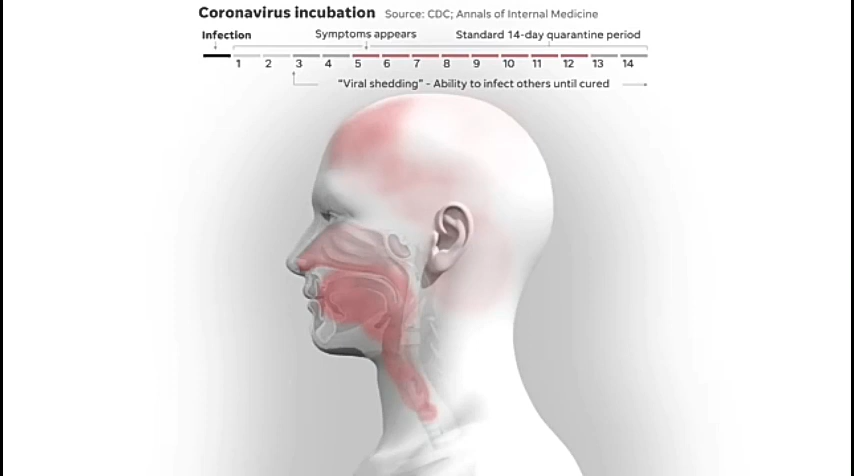 Coronavirus incubation Source: CDC; Annals of Internal Medicine
Infection Symptoms appears Standard 14-day quarantine period
1 2 3 4 5 6 7 8 9 10 11 12 13 14
"Viral shedding" - Ability to infect others until cured